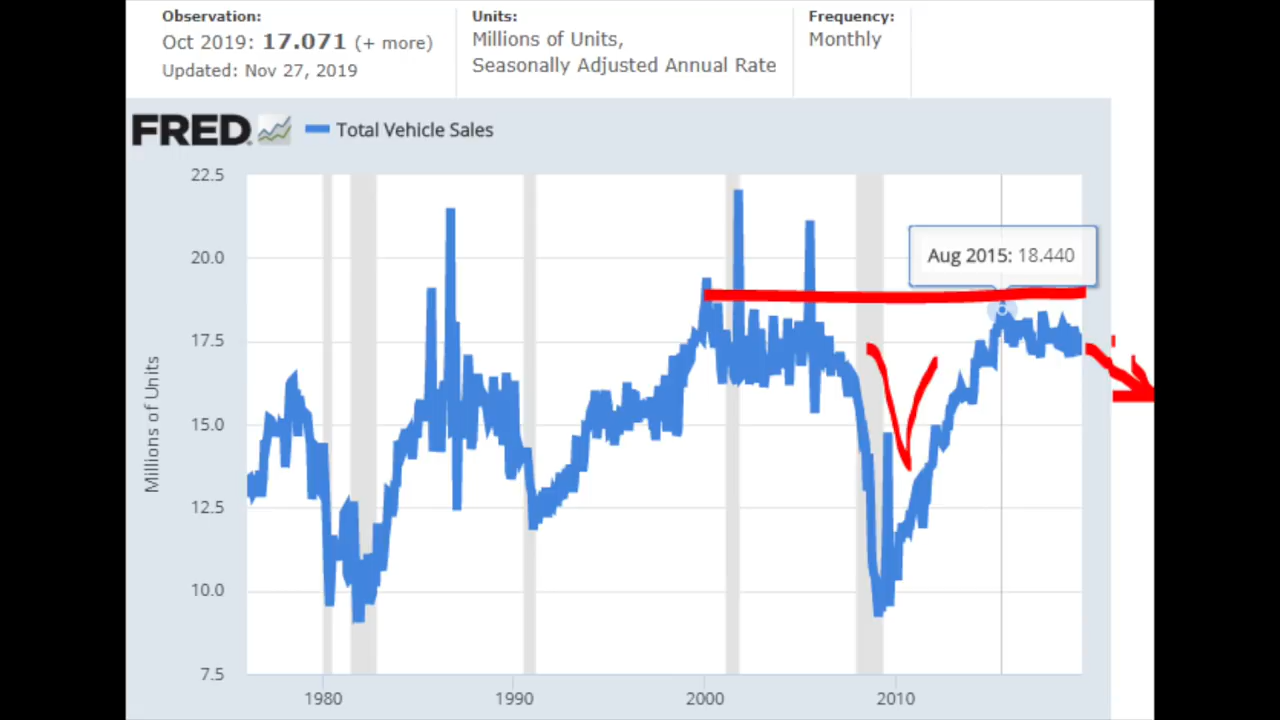 Observation:
Oct 2019: 17.071 (+ more)
Updated: Nov 27, 2019
Units:
Millions of Units,
Seasonally Adjusted Annual Rate
Frequency:
Monthly
FRED
Total Vehicle Sales
22.5
20.0
17.5
15.0
12.5
10.0
7.5
Millions of Units
Aug 2015: 18.440
1980
1990
2000
2010